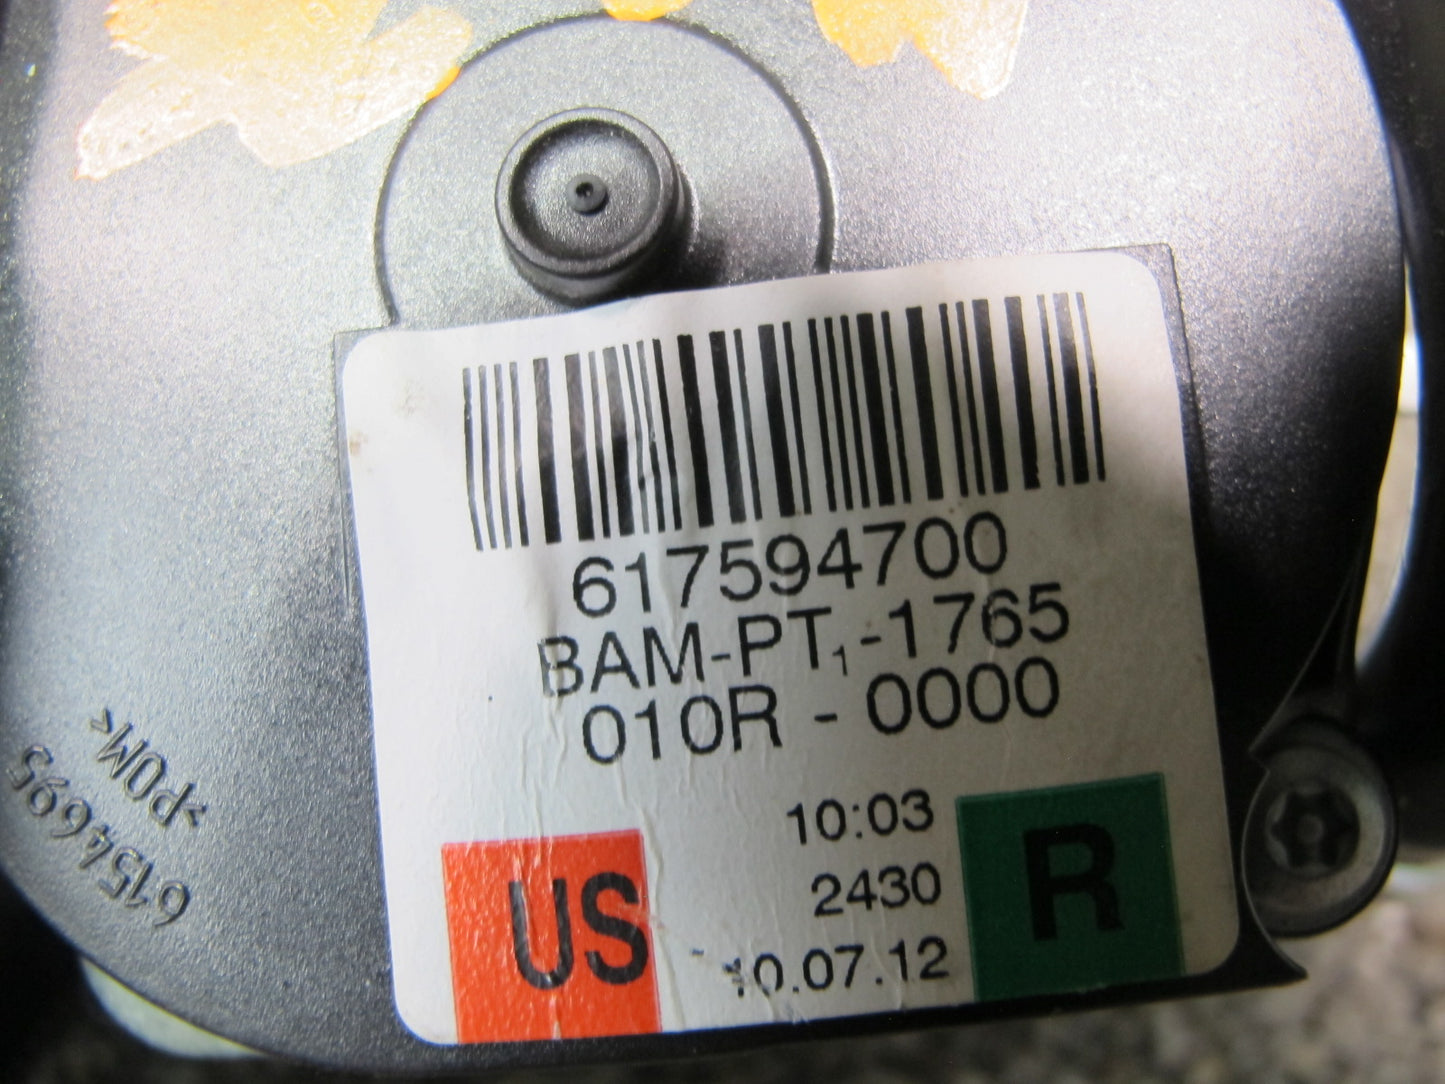 617594700
BAM-PT1-1765
010R - 0000
10:03
2430
10.07.12
US
R
>POM<
6154695